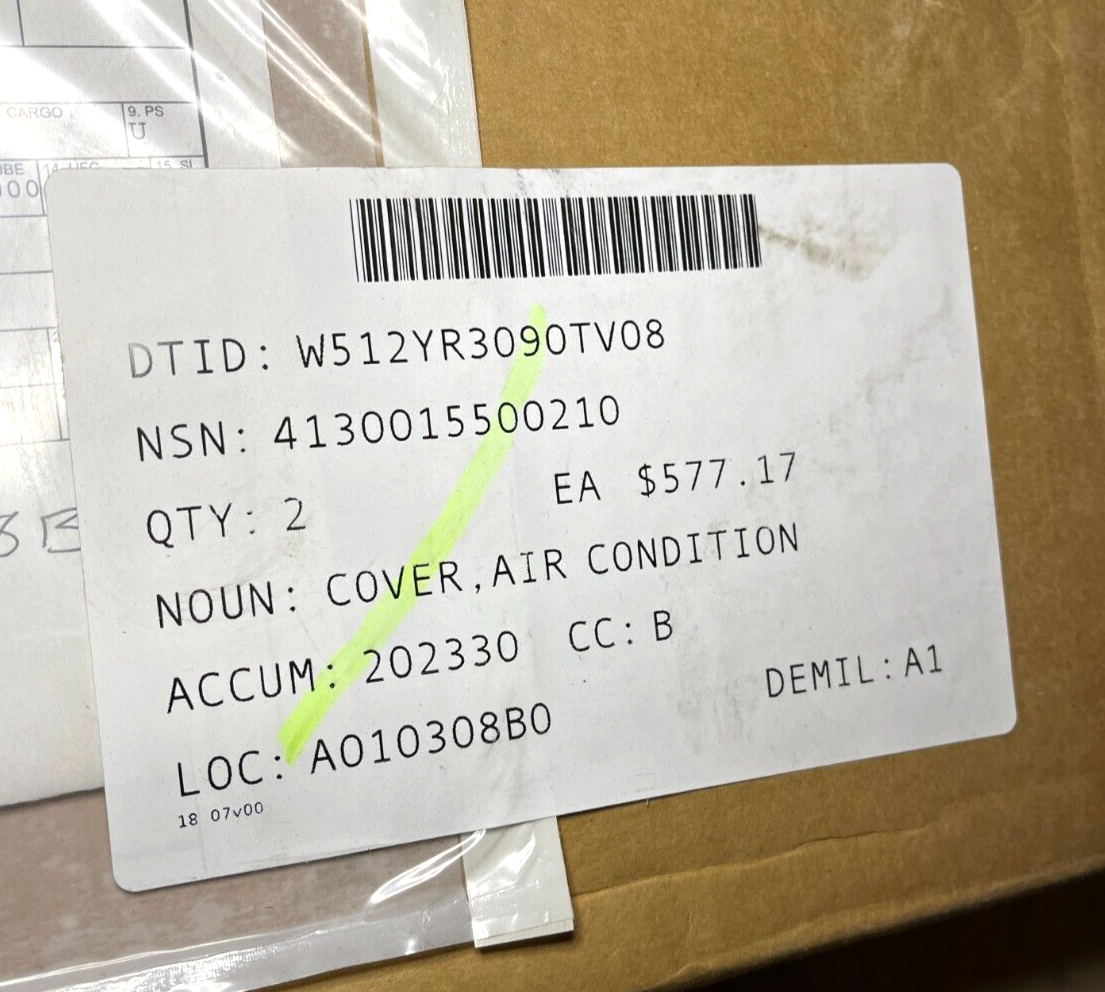 CARGO
9. PS
U
DTID: W512YR3090TV08
NSN: 4130015500210
QTY: 2 EA $577.17
NOUN: COVER,AIR CONDITION
ACCUM: 202330 CC: B
DEMIL: A1
LOC: A010308B0
18 07v00